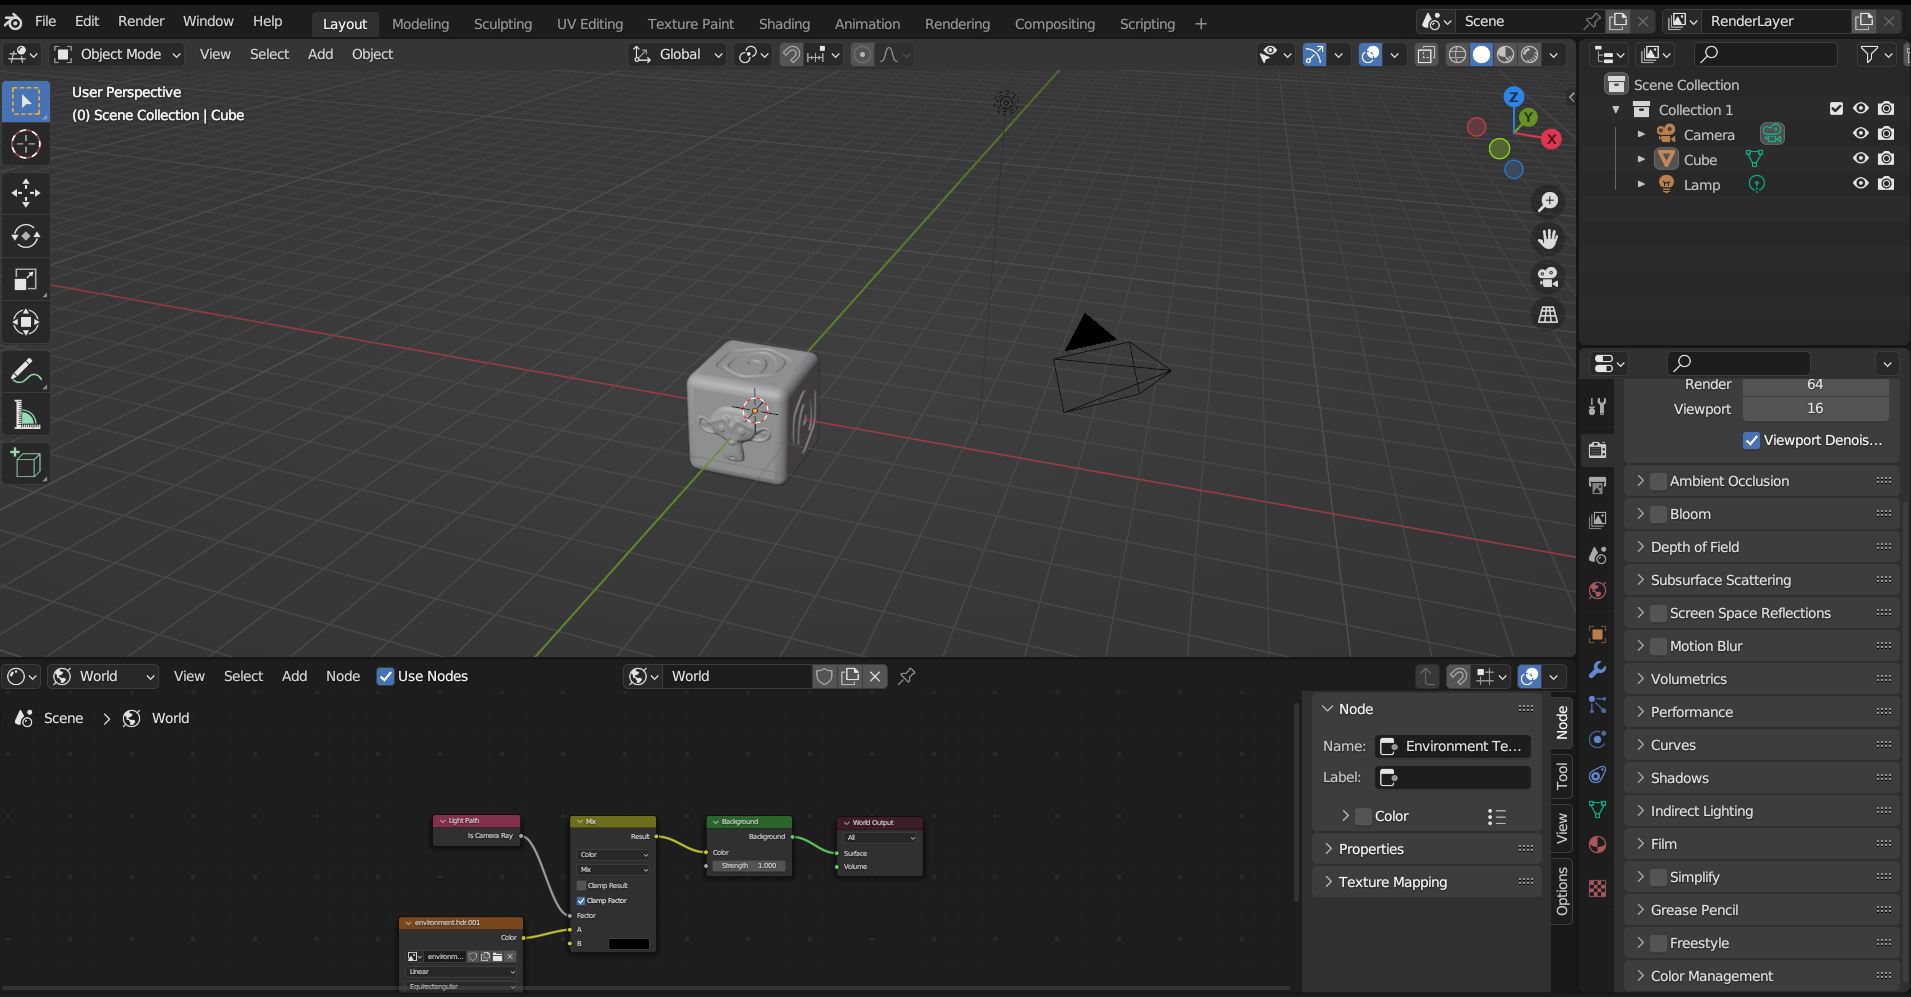 File Edit Render Window Help Layout Modeling Sculpting UV Editing Texture Paint Shading Animation Rendering Compositing Scripting + Scene RenderLayer
Object Mode View Select Add Object Global
User Perspective
(0) Scene Collection | Cube
Z
Y
X
Scene Collection
Collection 1
Camera
Cube
Lamp
Render 64
Viewport 16
Viewport Denois...
Ambient Occlusion
Bloom
Depth of Field
Subsurface Scattering
Screen Space Reflections
Motion Blur
Volumetrics
Performance
Curves
Shadows
Indirect Lighting
Film
Simplify
Grease Pencil
Freestyle
Color Management
World View Select Add Node Use Nodes World
Scene > World
Light Path
Is Camera Ray
environment.hdr.001
Color
environm...
Linear
Equirectangular
Mix
Result
Color
Mix
Clamp Result
Clamp Factor
Factor
A
B
Background
Background
Color
Strength 1.000
World Output
All
Surface
Volume
Node
Name: Environment Te...
Label:
Color
Properties
Texture Mapping
Node
Tool
View
Options